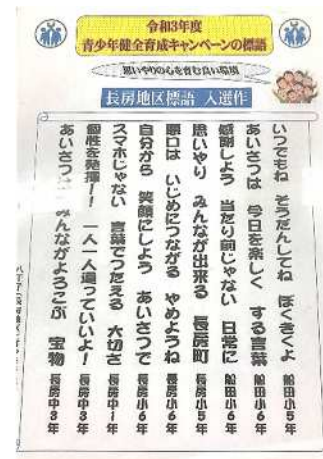 令和3年度
青少年健全育成キャンペーンの標語
思いやりの心を育む良い環境
長房地区標語 入選作
いつでもね そうだんしてね ぼくきくよ 船田小5年
あいさつは 今日を楽しく する言葉 船田小6年
感謝しよう 当たり前じゃない 日常に 船田小6年
思いやり みんなが出来る 長房町 長房小5年
悪口は いじめにつながる やめようね 長房小6年
自分から 笑顔にしよう あいさつで 長房小6年
スマホじゃない 言葉でつたえる 大切さ 長房中1年
個性を発揮!! 一人一人違っていいよ! 長房中3年
あいさつは みんながよろこぶ 宝物 長房中3年